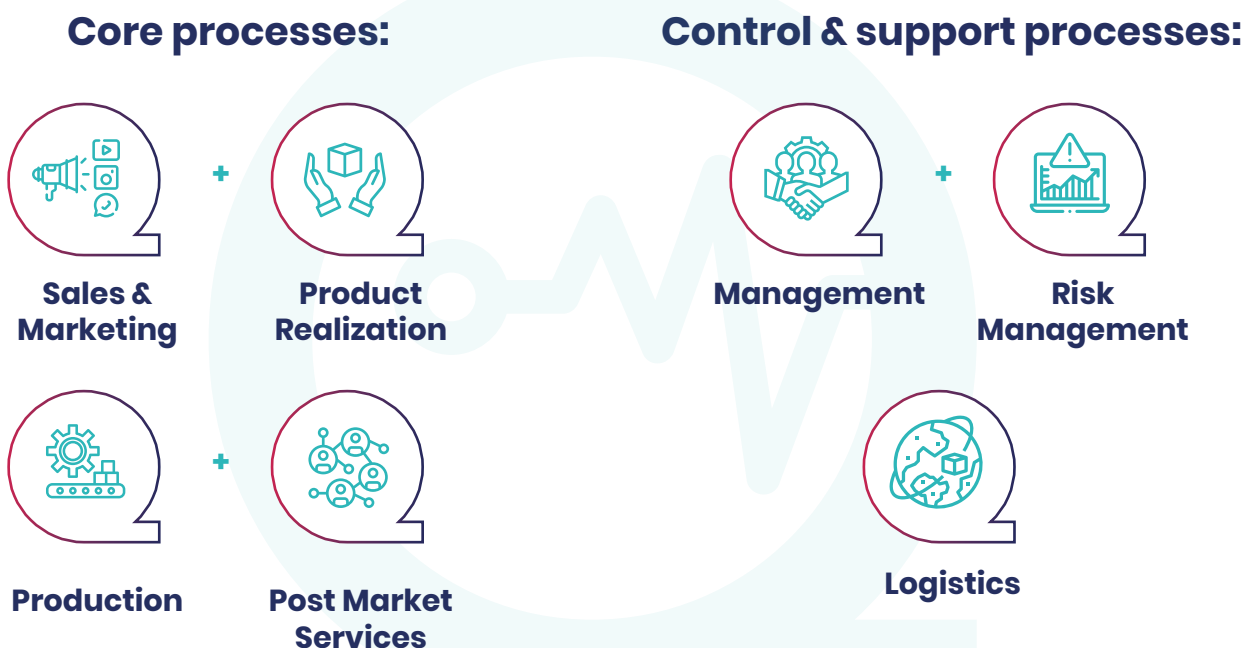 Core processes:
Control & support processes:
+
+
Sales &
Marketing
Product
Realization
Management
Risk
Management
+
Production
Post Market
Services
Logistics